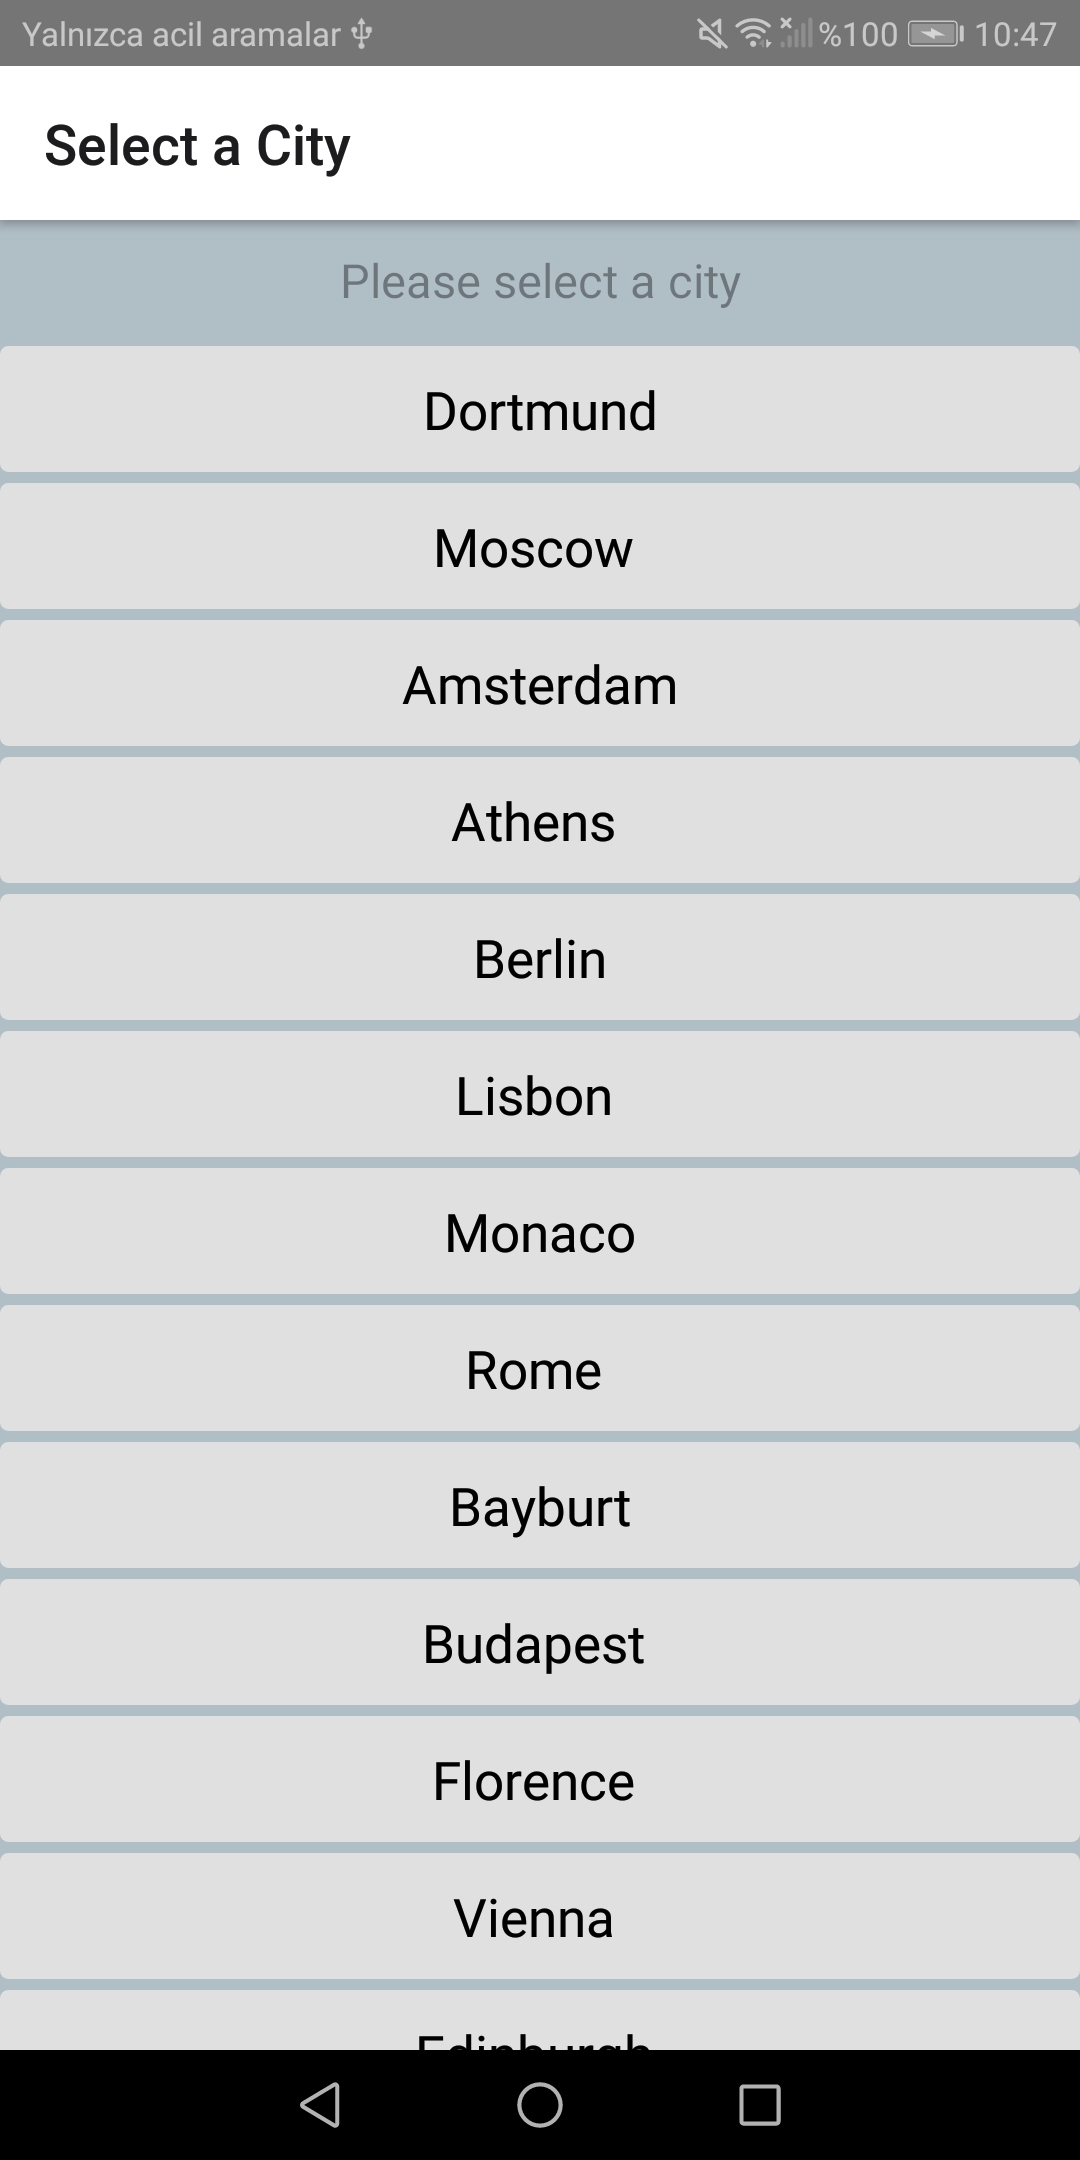 Yalnızca acil aramalar %100 10:47
Select a City
Please select a city
Dortmund
Moscow
Amsterdam
Athens
Berlin
Lisbon
Monaco
Rome
Bayburt
Budapest
Florence
Vienna
Edinburgh